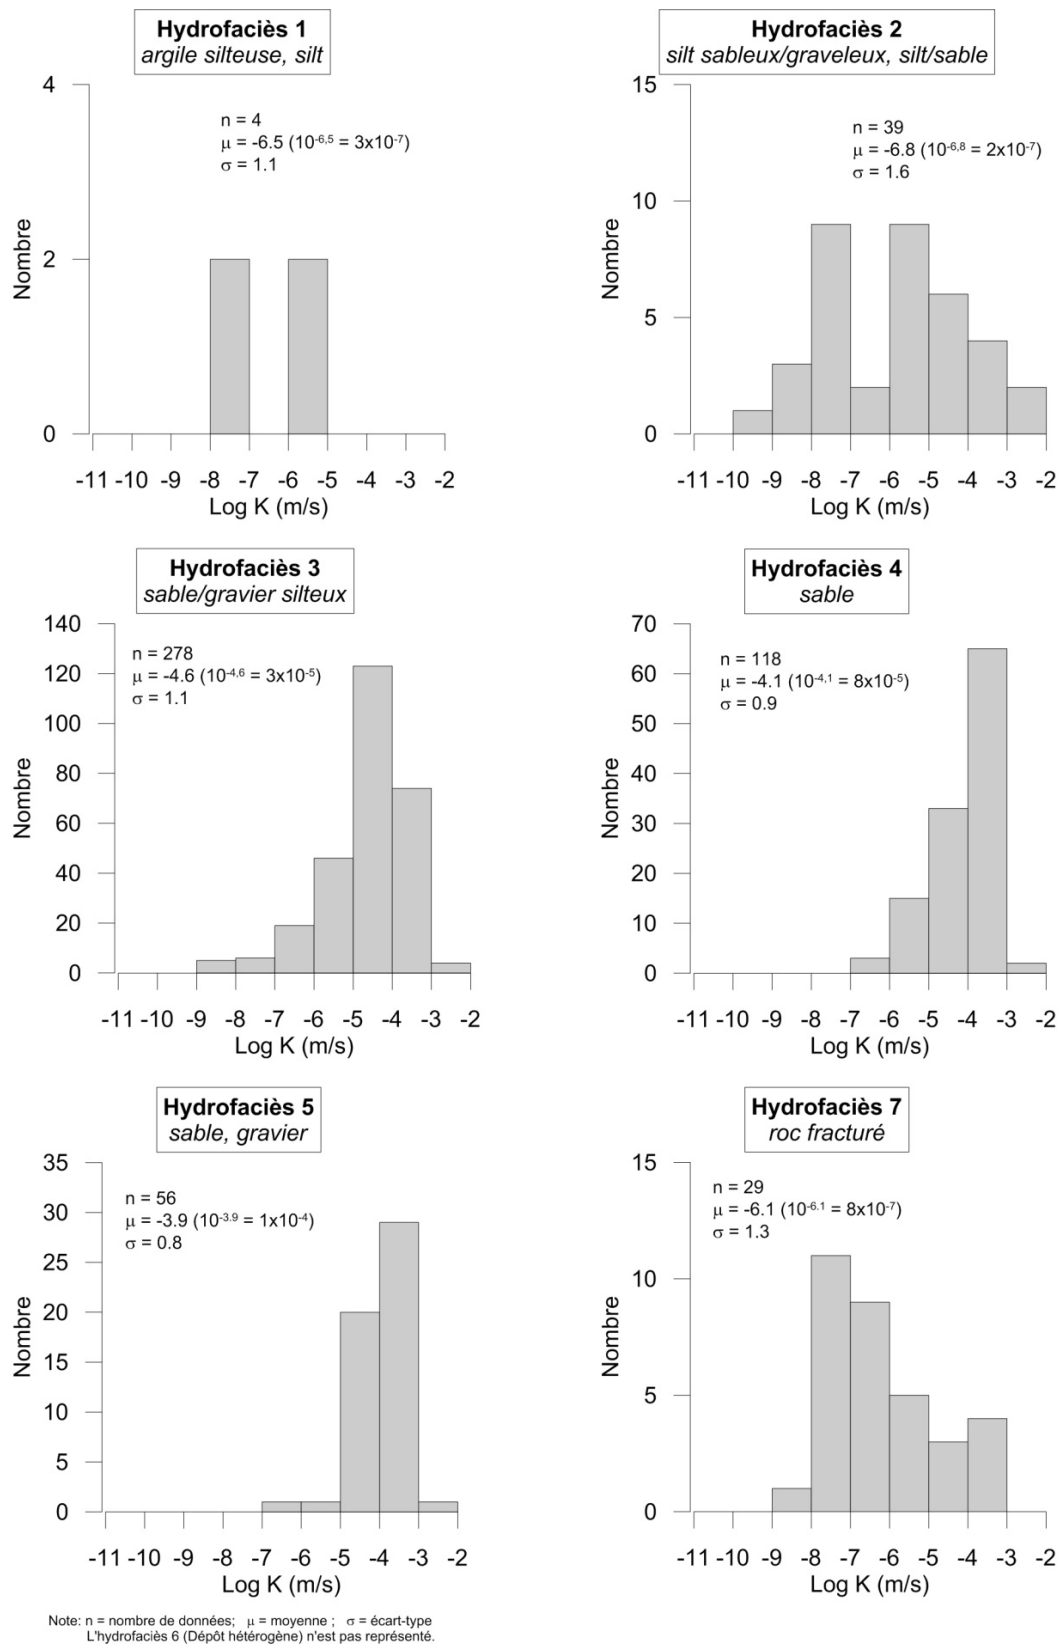 Hydrofaciès 1
argile silteuse, silt
4
2
0
Nombre
n = 4
μ = -6.5 (10-6,5 = 3x10-7)
σ = 1.1
-11 -10 -9 -8 -7 -6 -5 -4 -3 -2
Log K (m/s)
Hydrofaciès 2
silt sableux/graveleux, silt/sable
15
10
5
0
Nombre
n = 39
μ = -6.8 (10-6,8 = 2x10-7)
σ = 1.6
-11 -10 -9 -8 -7 -6 -5 -4 -3 -2
Log K (m/s)
Hydrofaciès 3
sable/gravier silteux
140
120
100
80
60
40
20
0
Nombre
n = 278
μ = -4.6 (10-4,6 = 3x10-5)
σ = 1.1
-11 -10 -9 -8 -7 -6 -5 -4 -3 -2
Log K (m/s)
Hydrofaciès 4
sable
70
60
50
40
30
20
10
0
Nombre
n = 118
μ = -4.1 (10-4,1 = 8x10-5)
σ = 0.9
-11 -10 -9 -8 -7 -6 -5 -4 -3 -2
Log K (m/s)
Hydrofaciès 5
sable, gravier
35
30
25
20
15
10
5
0
Nombre
n = 56
μ = -3.9 (10-3.9 = 1x10-4)
σ = 0.8
-11 -10 -9 -8 -7 -6 -5 -4 -3 -2
Log K (m/s)
Hydrofaciès 7
roc fracturé
15
10
5
0
Nombre
n = 29
μ = -6.1 (10-6.1 = 8x10-7)
σ = 1.3
-11 -10 -9 -8 -7 -6 -5 -4 -3 -2
Log K (m/s)
Note: n = nombre de données; μ = moyenne ; σ = écart-type
L'hydrofaciès 6 (Dépôt hétérogène) n'est pas représenté.